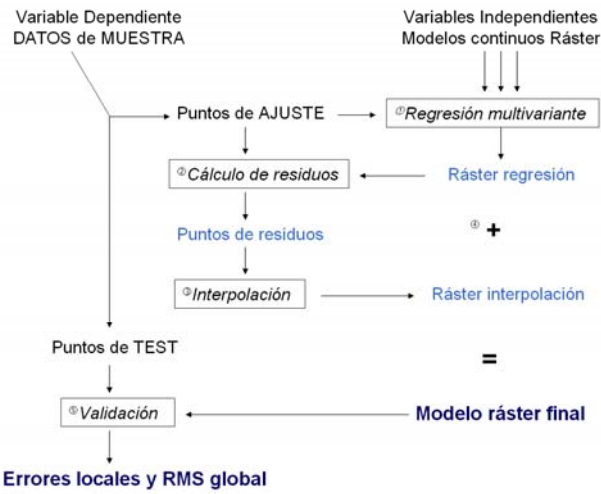 Variable Dependiente
DATOS de MUESTRA
Variables Independientes
Modelos continuos Ráster
Puntos de AJUSTE
①Regresión multivariante
②Cálculo de residuos
Ráster regresión
Puntos de residuos
④ +
③Interpolación
Ráster interpolación
Puntos de TEST
=
⑤Validación
Modelo ráster final
Errores locales y RMS global